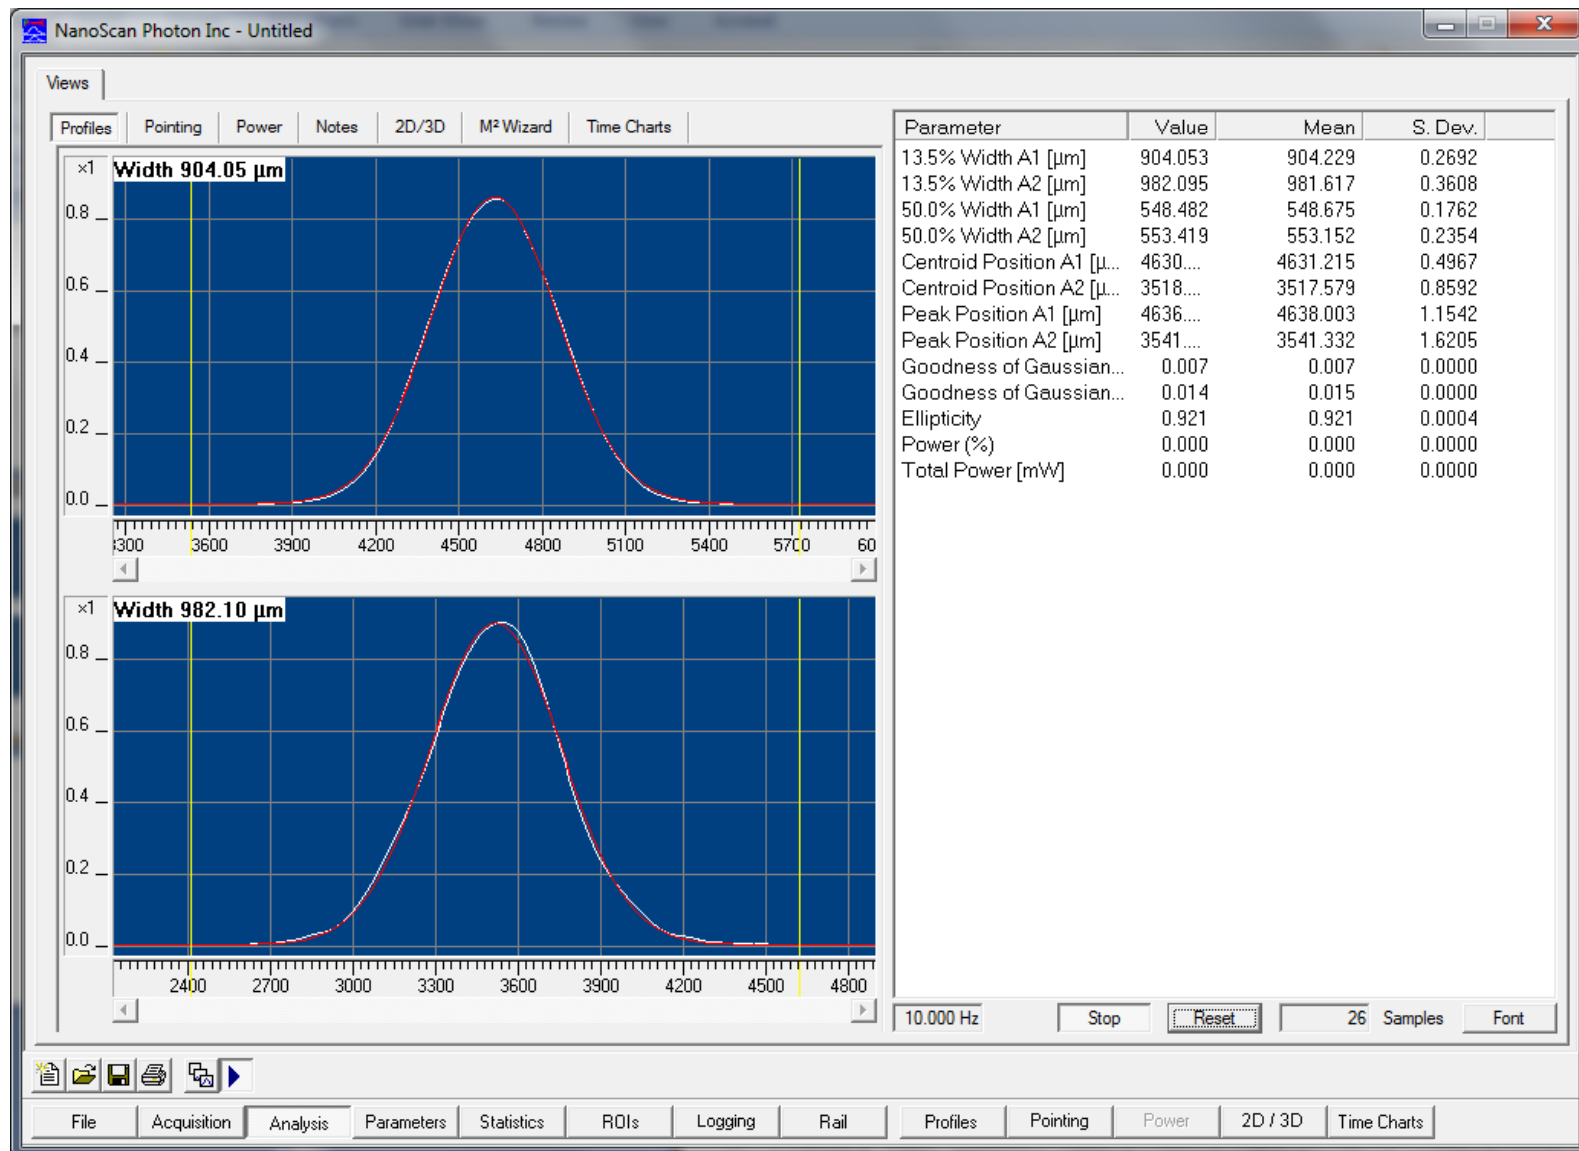 NanoScan Photon Inc - Untitled
Views
Profiles Pointing Power Notes 2D/3D M² Wizard Time Charts
×1 Width 904.05 µm
0.8
0.6
0.4
0.2
0.0
3300 3600 3900 4200 4500 4800 5100 5400 5700 60
×1 Width 982.10 µm
0.8
0.6
0.4
0.2
0.0
2400 2700 3000 3300 3600 3900 4200 4500 4800
Parameter Value Mean S. Dev.
13.5% Width A1 [µm] 904.053 904.229 0.2692
13.5% Width A2 [µm] 982.095 981.617 0.3608
50.0% Width A1 [µm] 548.482 548.675 0.1762
50.0% Width A2 [µm] 553.419 553.152 0.2354
Centroid Position A1 [µ... 4630.... 4631.215 0.4967
Centroid Position A2 [µ... 3518.... 3517.579 0.8592
Peak Position A1 [µm] 4636.... 4638.003 1.1542
Peak Position A2 [µm] 3541.... 3541.332 1.6205
Goodness of Gaussian... 0.007 0.007 0.0000
Goodness of Gaussian... 0.014 0.015 0.0000
Ellipticity 0.921 0.921 0.0004
Power (%) 0.000 0.000 0.0000
Total Power [mW] 0.000 0.000 0.0000
10.000 Hz Stop Reset 26 Samples Font
File Acquisition Analysis Parameters Statistics ROIs Logging Rail Profiles Pointing Power 2D / 3D Time Charts